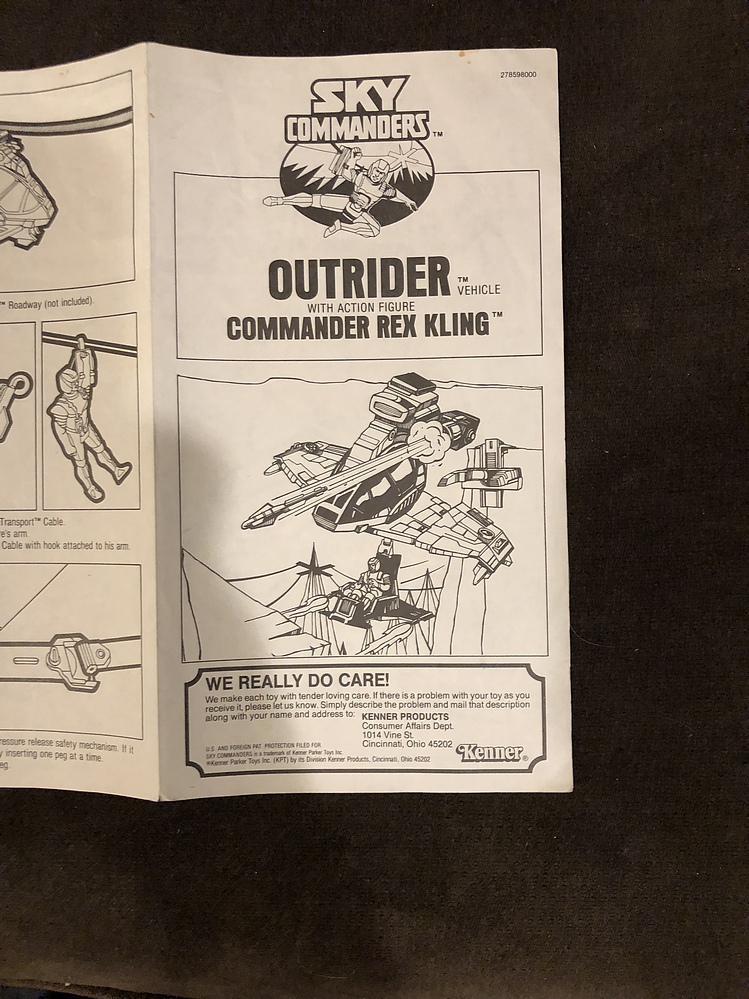 ™ Roadway (not included).
Transport™ Cable.
re's arm.
Cable with hook attached to his arm.
ressure release safety mechanism. If it
y inserting one peg at a time.
eg.
278598000
SKY
COMMANDERS™
OUTRIDER™
VEHICLE
WITH ACTION FIGURE
COMMANDER REX KLING™
WE REALLY DO CARE!
We make each toy with tender loving care. If there is a problem with your toy as you
receive it, please let us know. Simply describe the problem and mail that description
along with your name and address to: KENNER PRODUCTS
Consumer Affairs Dept.
1014 Vine St.
Cincinnati, Ohio 45202
U.S. AND FOREIGN PAT. PROTECTION FILED FOR
SKY COMMANDERS is a trademark of Kenner Parker Toys Inc.
®Kenner Parker Toys Inc. (KPT) by its Division Kenner Products, Cincinnati, Ohio 45202
Kenner®